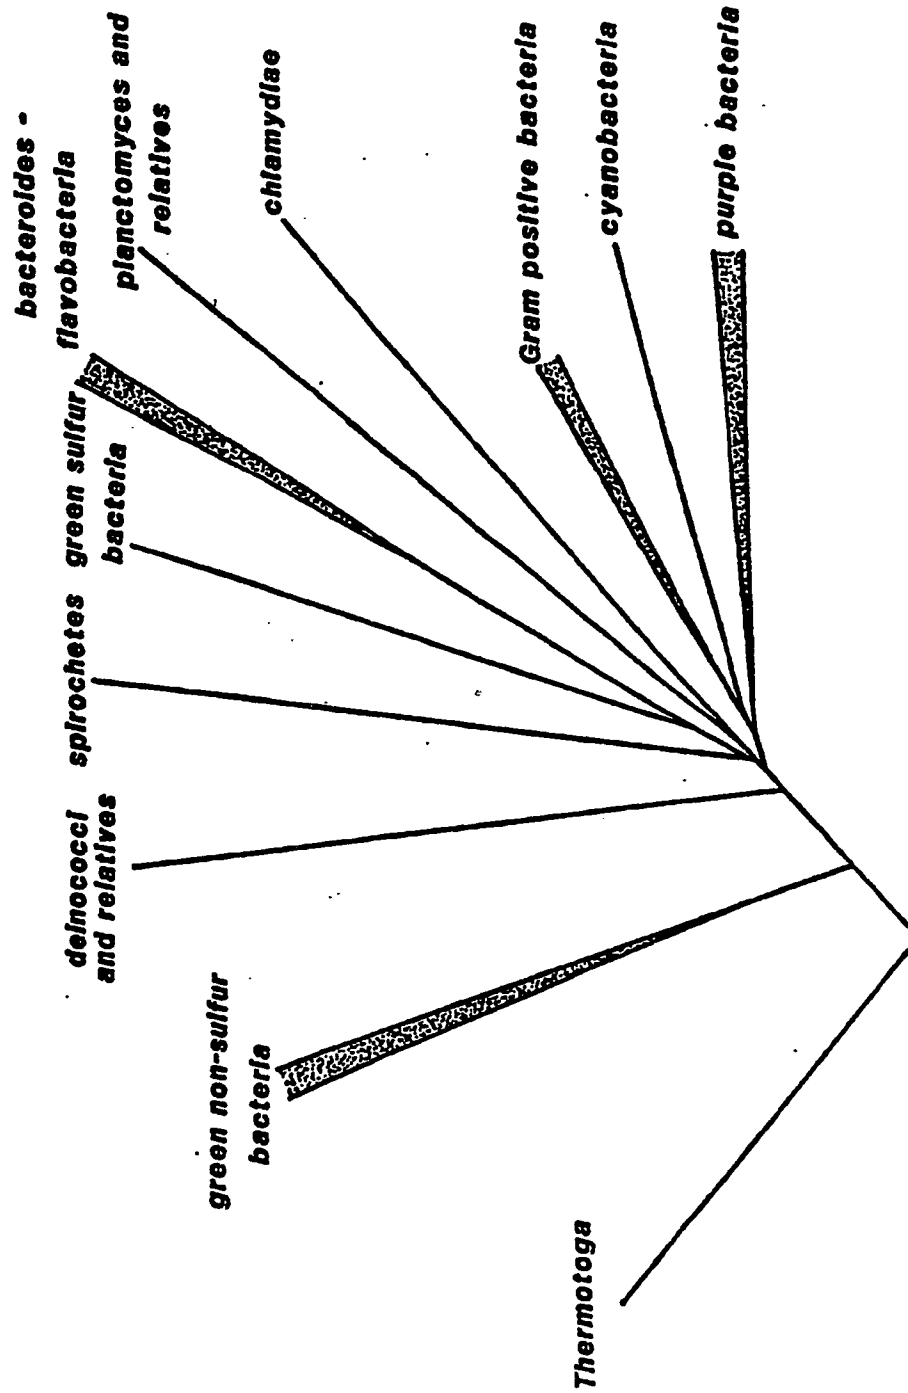 bacteroides -
flavobacteria
planctomyces and
relatives
chlamydiae
Gram positive bacteria
cyanobacteria
purple bacteria
green sulfur
bacteria
spirochetes
deinococci
and relatives
green non-sulfur
bacteria
Thermotoga